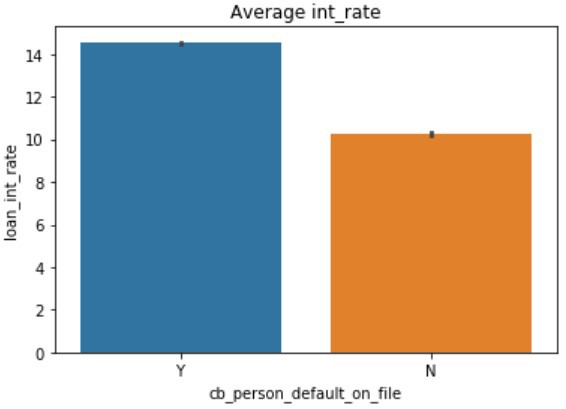 Average int_rate
loan_int_rate
14
12
10
8
6
4
2
0
Y
N
cb_person_default_on_file